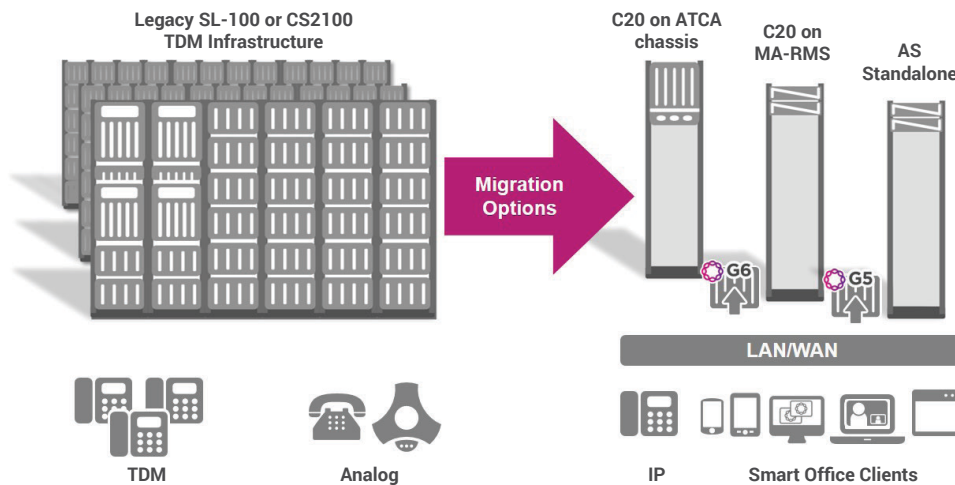 Legacy SL-100 or CS2100
TDM Infrastructure
C20 on ATCA
chassis
C20 on
MA-RMS
AS
Standalone
Migration
Options
G6
G5
LAN/WAN
TDM
Analog
IP
Smart Office Clients